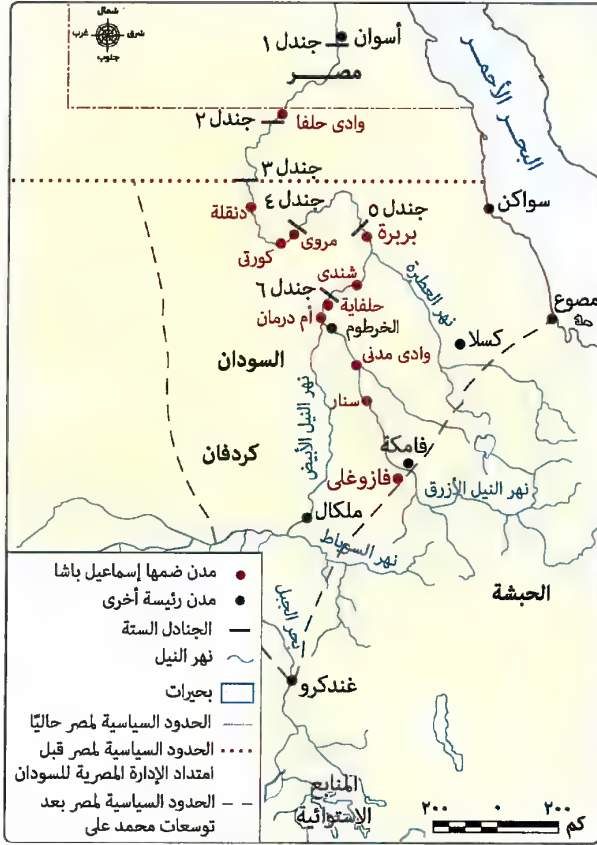 شمال
شرق
غرب
جنوب
أسوان
جندل ١
مصر
البحر الأحمر
وادى حلفا
جندل ٢
جندل ٣
سواكن
دنقلة
جندل ٤
جندل ٥
مروى
كورتى
بربرة
شندى
جندل ٦
حلفاية
أم درمان
الخرطوم
نهر العطبرة
مصوع
كسلا
وادى مدنى
السودان
سنار
نهر النيل الأبيض
كردفان
فامكة
فازوغلى
نهر النيل الأزرق
ملكال
نهر السوباط
الحبشة
بحر الجبل
غندكرو
المنابع
الاستوائية
مدن ضمها إسماعيل باشا
مدن رئيسة أخرى
الجنادل الستة
نهر النيل
بحيرات
الحدود السياسية لمصر حاليًا
الحدود السياسية لمصر قبل
امتداد الإدارة المصرية للسودان
الحدود السياسية لمصر بعد
توسعات محمد على
٢٠٠ ٠ ٢٠٠
كم